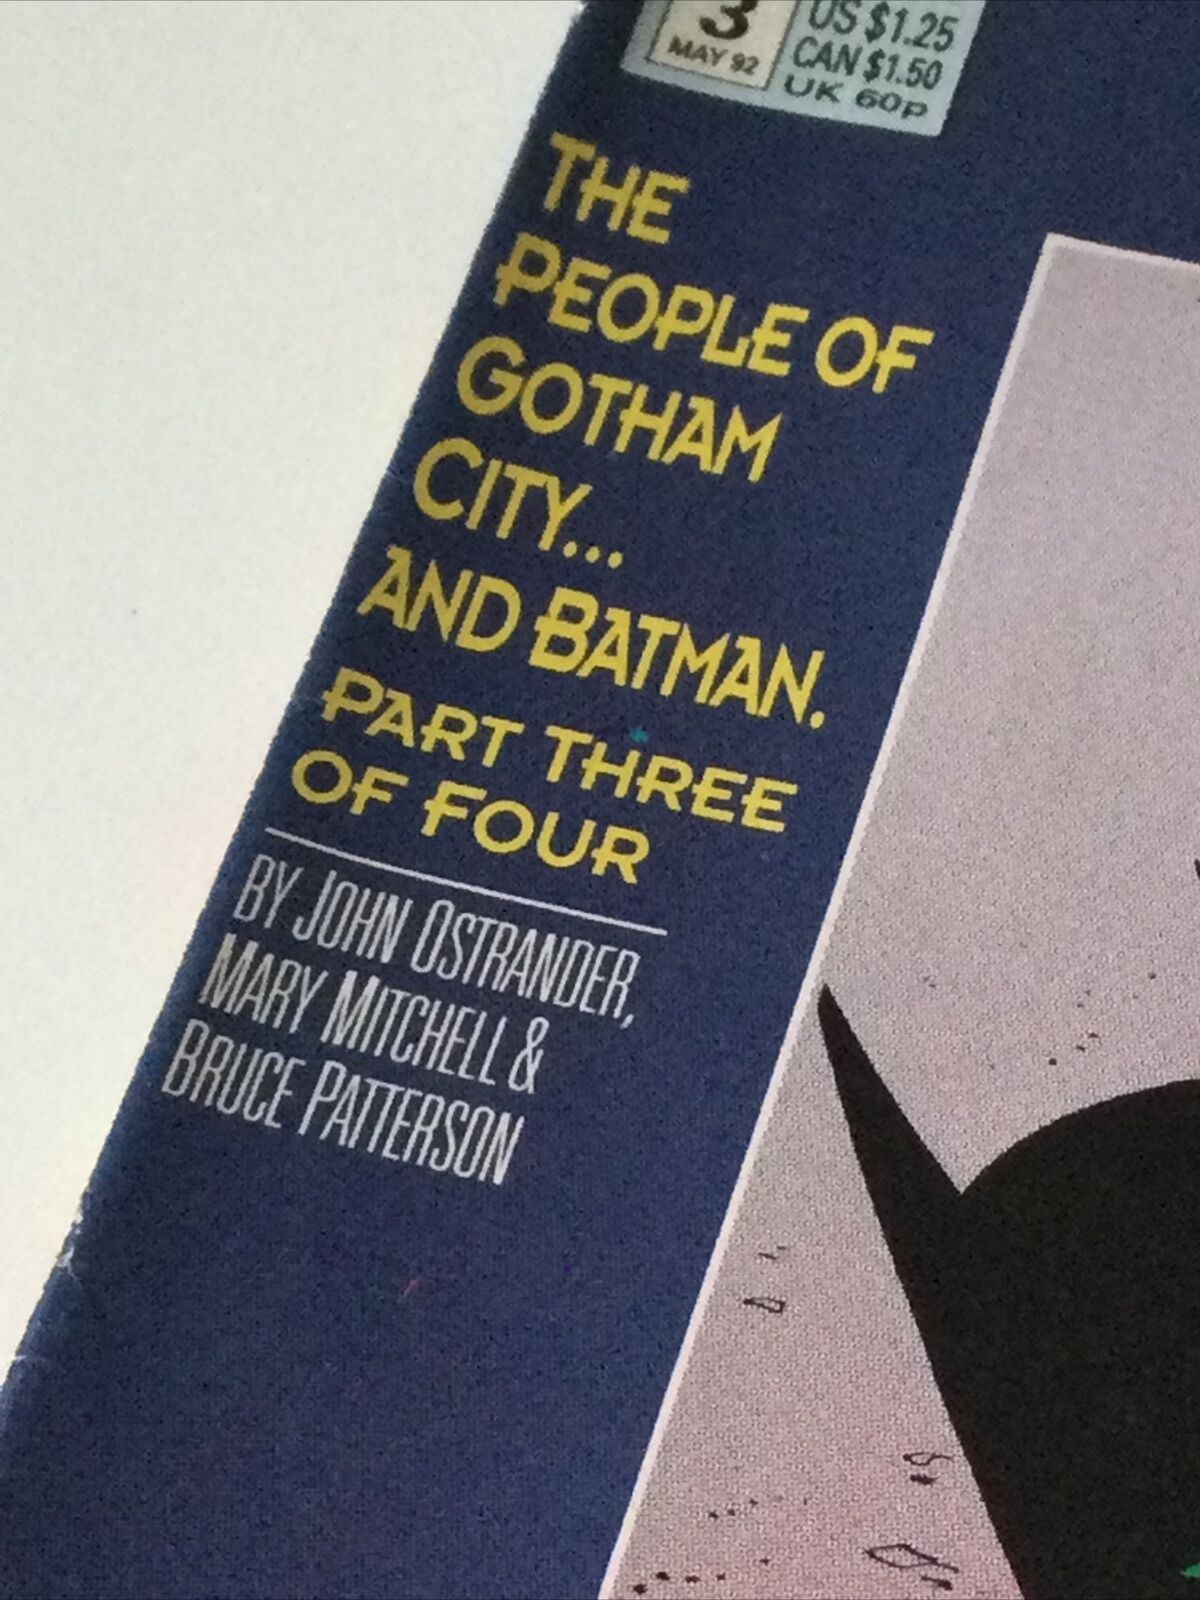 3
MAY 92
US $1.25
CAN $1.50
UK 60p
THE
PEOPLE OF
GOTHAM
CITY...
AND BATMAN.
PART THREE
OF FOUR
BY JOHN OSTRANDER,
MARY MITCHELL &
BRUCE PATTERSON